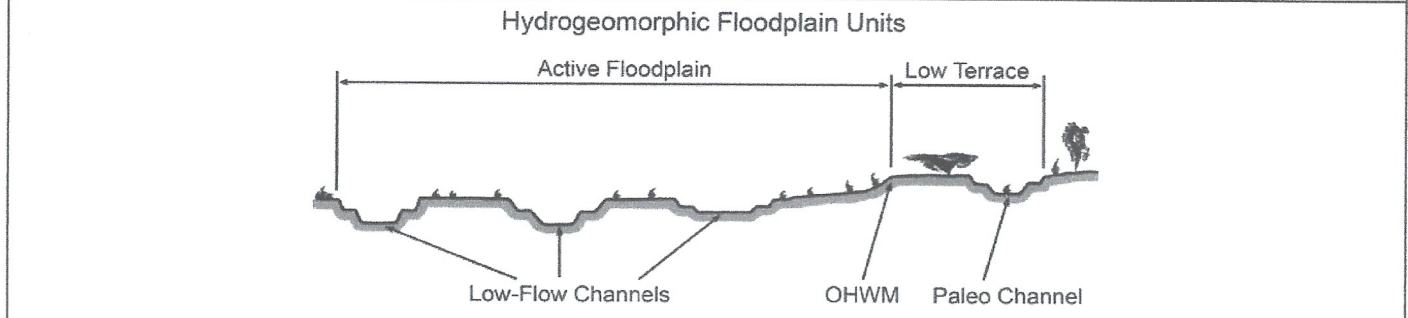 Hydrogeomorphic Floodplain Units
Active Floodplain
Low Terrace
Low-Flow Channels
OHWM
Paleo Channel